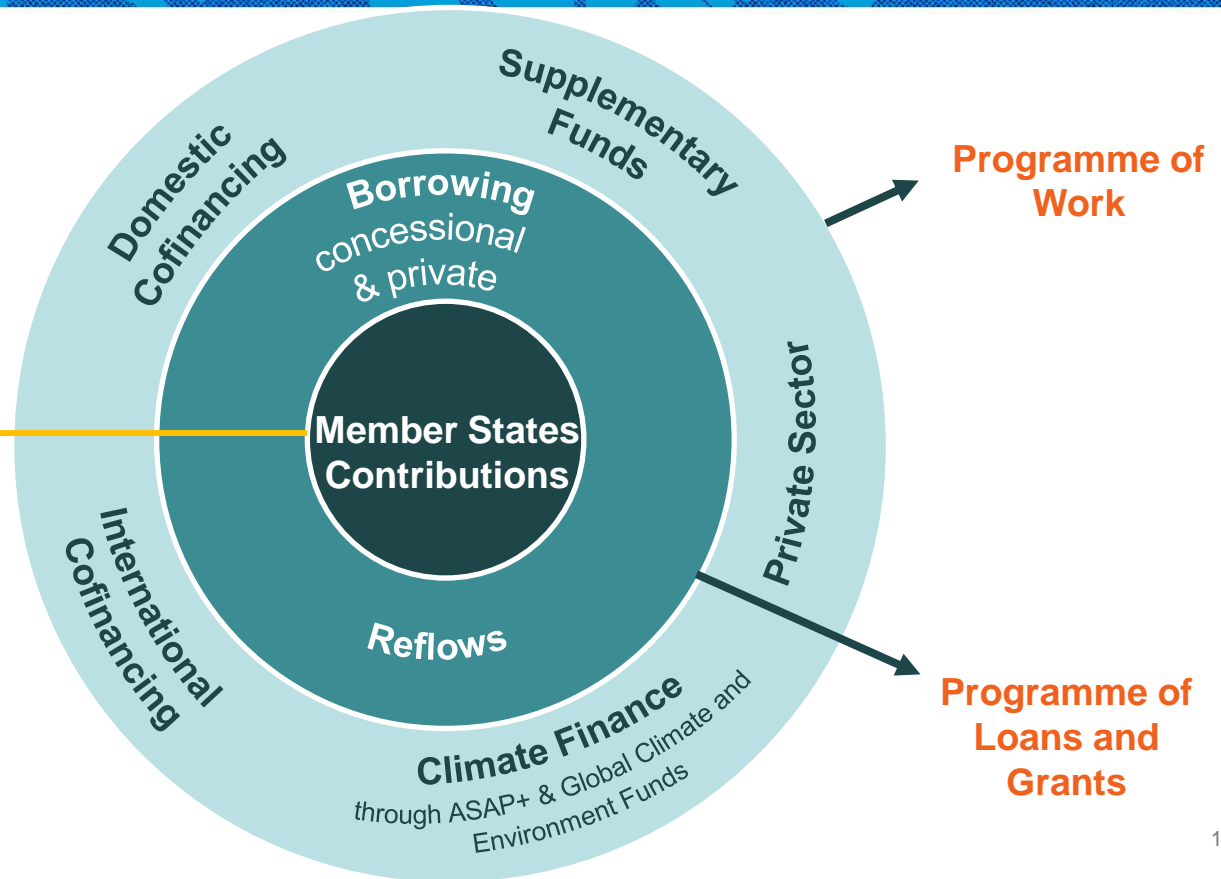 Supplementary
Funds
Domestic
Cofinancing
Borrowing
concessional
& private
Programme of
Work
Private Sector
Member States
Contributions
International
Cofinancing
Reflows
Climate Finance
through ASAP+ & Global Climate and
Environment Funds
Programme of
Loans and
Grants
1